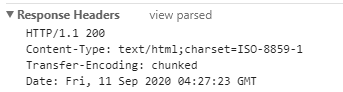 ▼ Response Headers view parsed
HTTP/1.1 200
Content-Type: text/html;charset=ISO-8859-1
Transfer-Encoding: chunked
Date: Fri, 11 Sep 2020 04:27:23 GMT